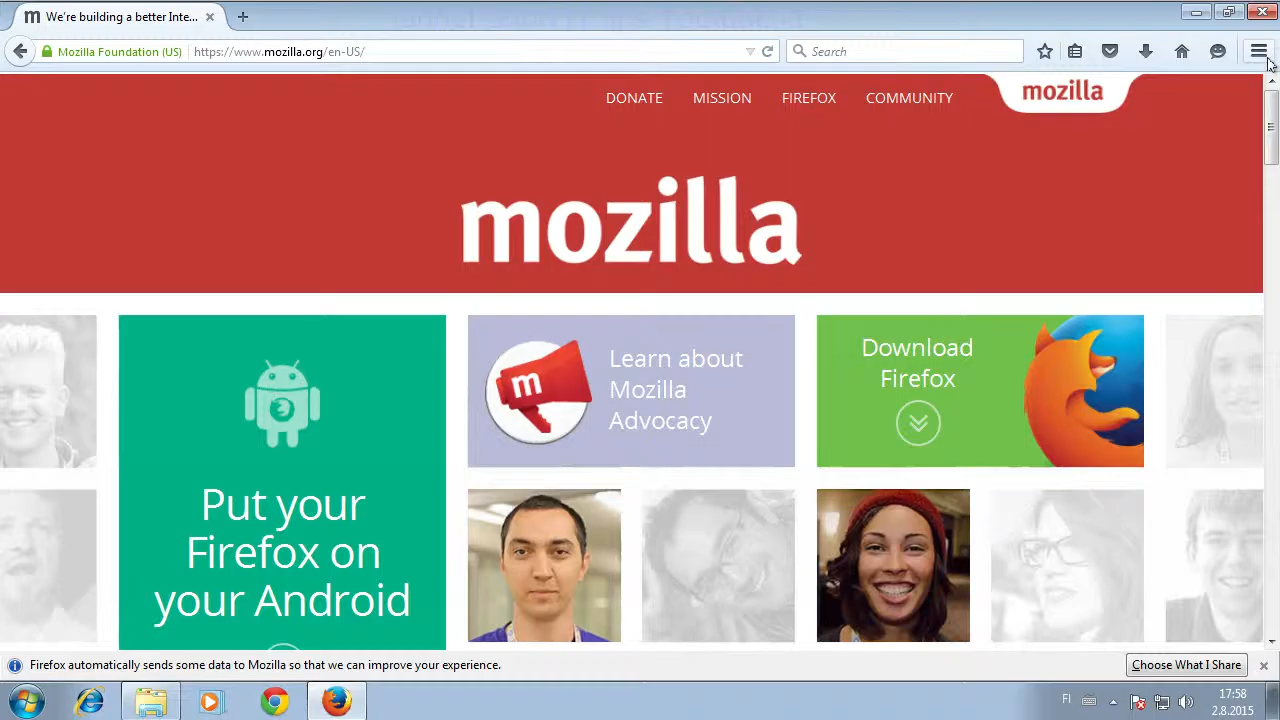 We're building a better Inte...
Mozilla Foundation (US)
https://www.mozilla.org/en-US/
Search
DONATE
MISSION
FIREFOX
COMMUNITY
mozilla
mozilla
Learn about
Mozilla
Advocacy
Download
Firefox
m
Put your
Firefox on
your Android
Firefox automatically sends some data to Mozilla so that we can improve your experience.
Choose What I Share
FI
17:58
2.8.2015